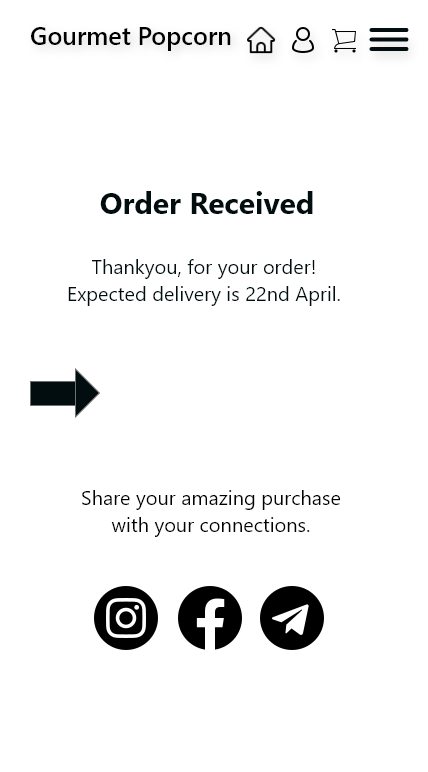 Gourmet Popcorn
Order Received
Thankyou, for your order!
Expected delivery is 22nd April.
Share your amazing purchase
with your connections.